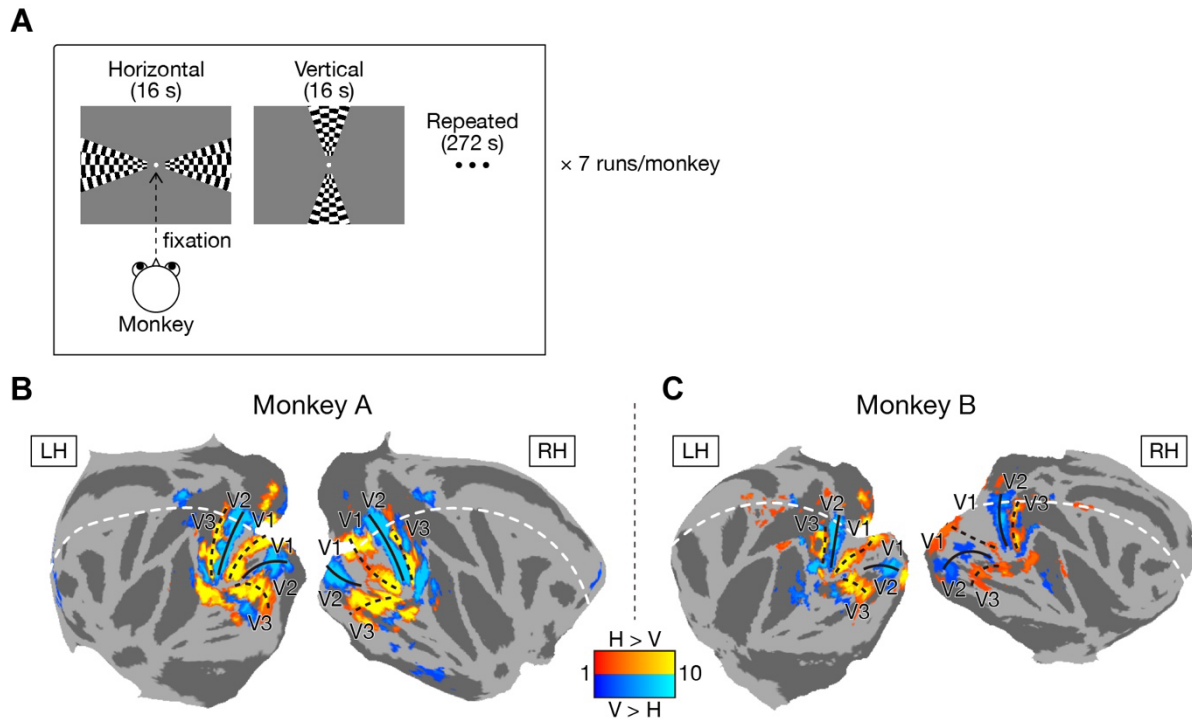 A
Horizontal
(16 s)
Vertical
(16 s)
Repeated
(272 s)
• • •
× 7 runs/monkey
fixation
Monkey
B
Monkey A
LH
RH
V3
V2
V1
V1
V2
V3
V1
V2
V3
V1
V2
V3
C
Monkey B
LH
RH
V3
V2
V1
V1
V2
V3
V1
V2
V3
V1
V2
V3
H > V
1
10
V > H